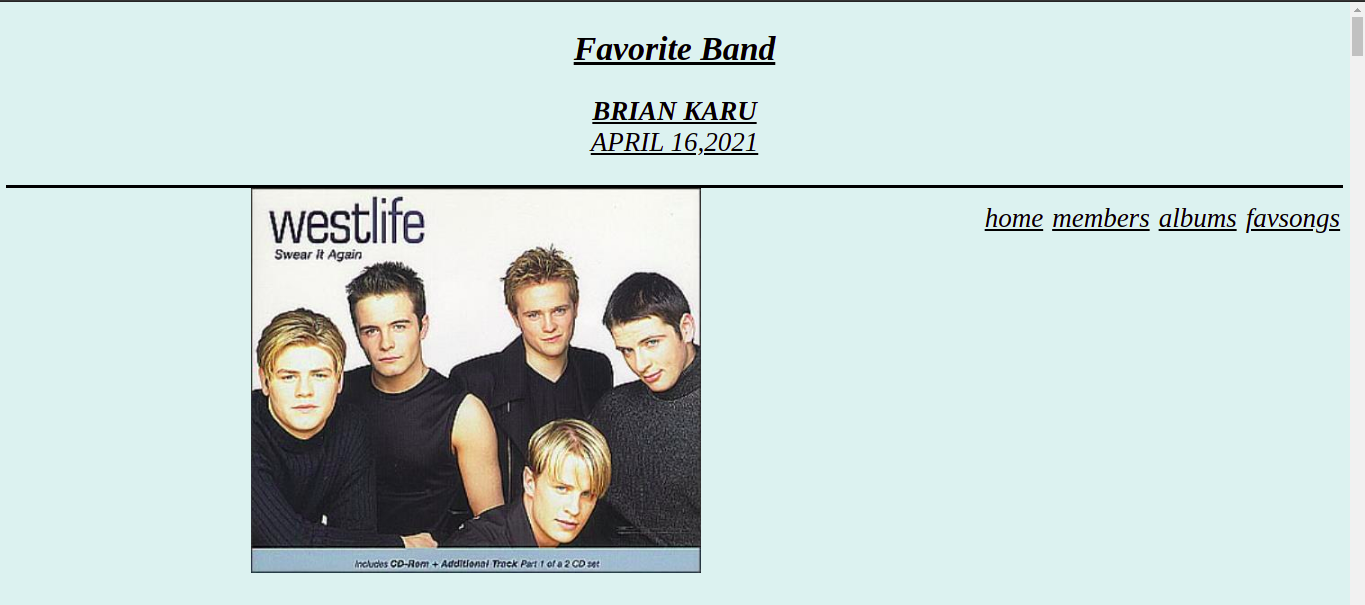 Favorite Band
BRIAN KARU
APRIL 16,2021
home members albums favsongs
westlife
Swear It Again
Includes CD-Rom + Additional Track Part 1 of a 2 CD set